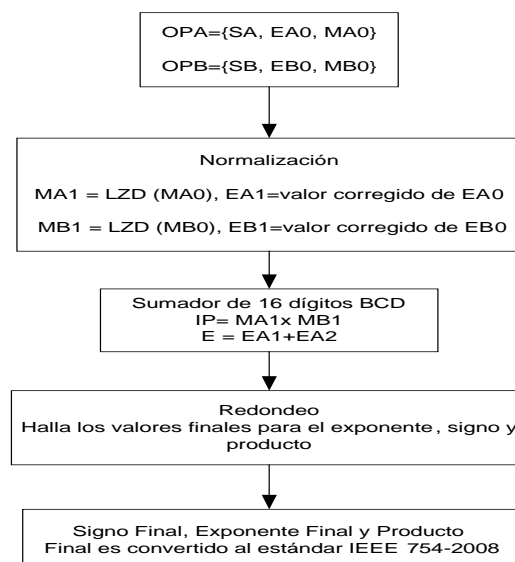 OPA={SA, EA0, MA0}
OPB={SB, EB0, MB0}
Normalización
MA1 = LZD (MA0), EA1=valor corregido de EA0
MB1 = LZD (MB0), EB1=valor corregido de EB0
Sumador de 16 dígitos BCD
IP= MA1x MB1
E = EA1+EA2
Redondeo
Halla los valores finales para el exponente, signo y
producto
Signo Final, Exponente Final y Producto
Final es convertido al estándar IEEE 754-2008